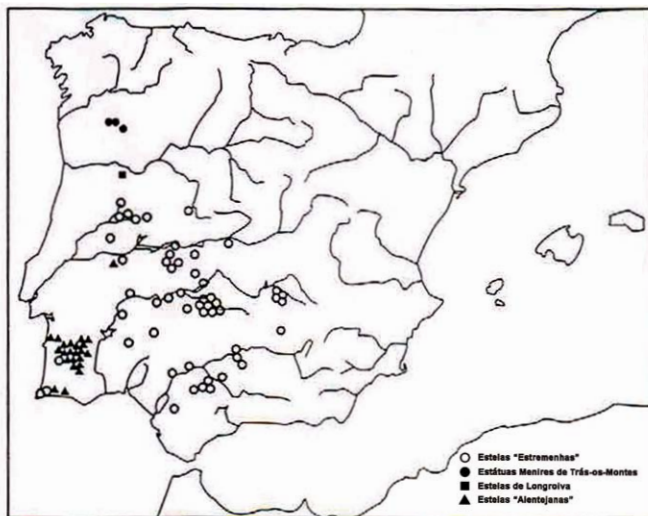 Estelas "Estremenhas"
Estátuas Menires de Trás-os-Montes
Estelas de Longroiva
Estelas "Alentejanas"